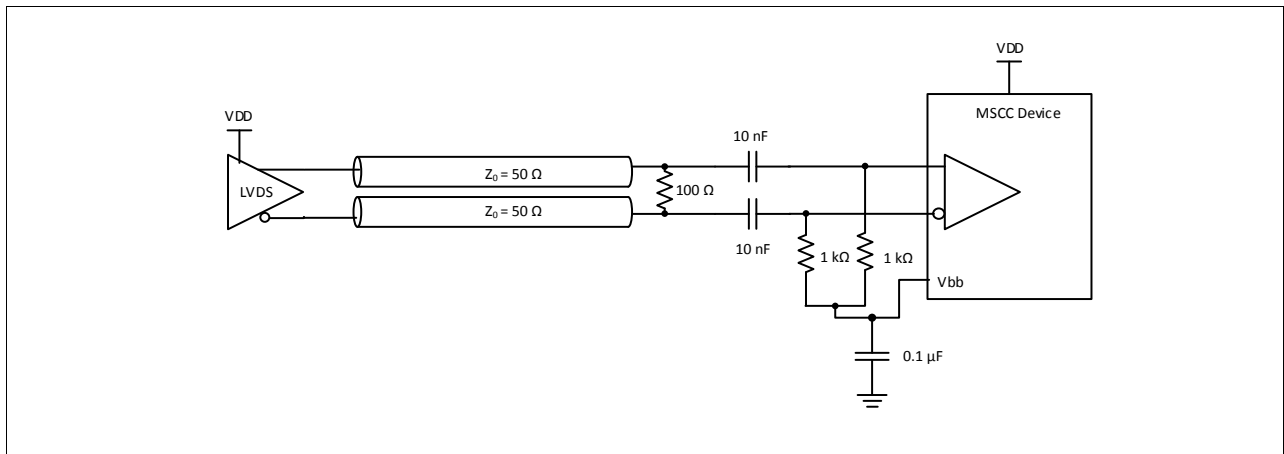 VDD
MSCC Device
VDD
10 nF
LVDS
Z₀ = 50 Ω
100 Ω
Z₀ = 50 Ω
10 nF
1 kΩ
1 kΩ
Vbb
0.1 µF